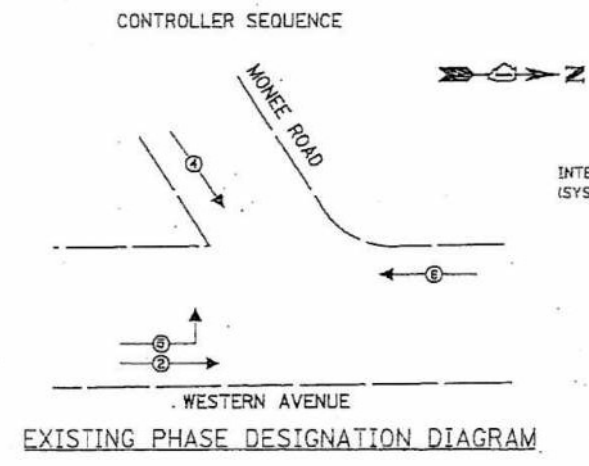 CONTROLLER SEQUENCE
N
MONEE ROAD
4
INTE
(SYS
6
5
2
WESTERN AVENUE
EXISTING PHASE DESIGNATION DIAGRAM